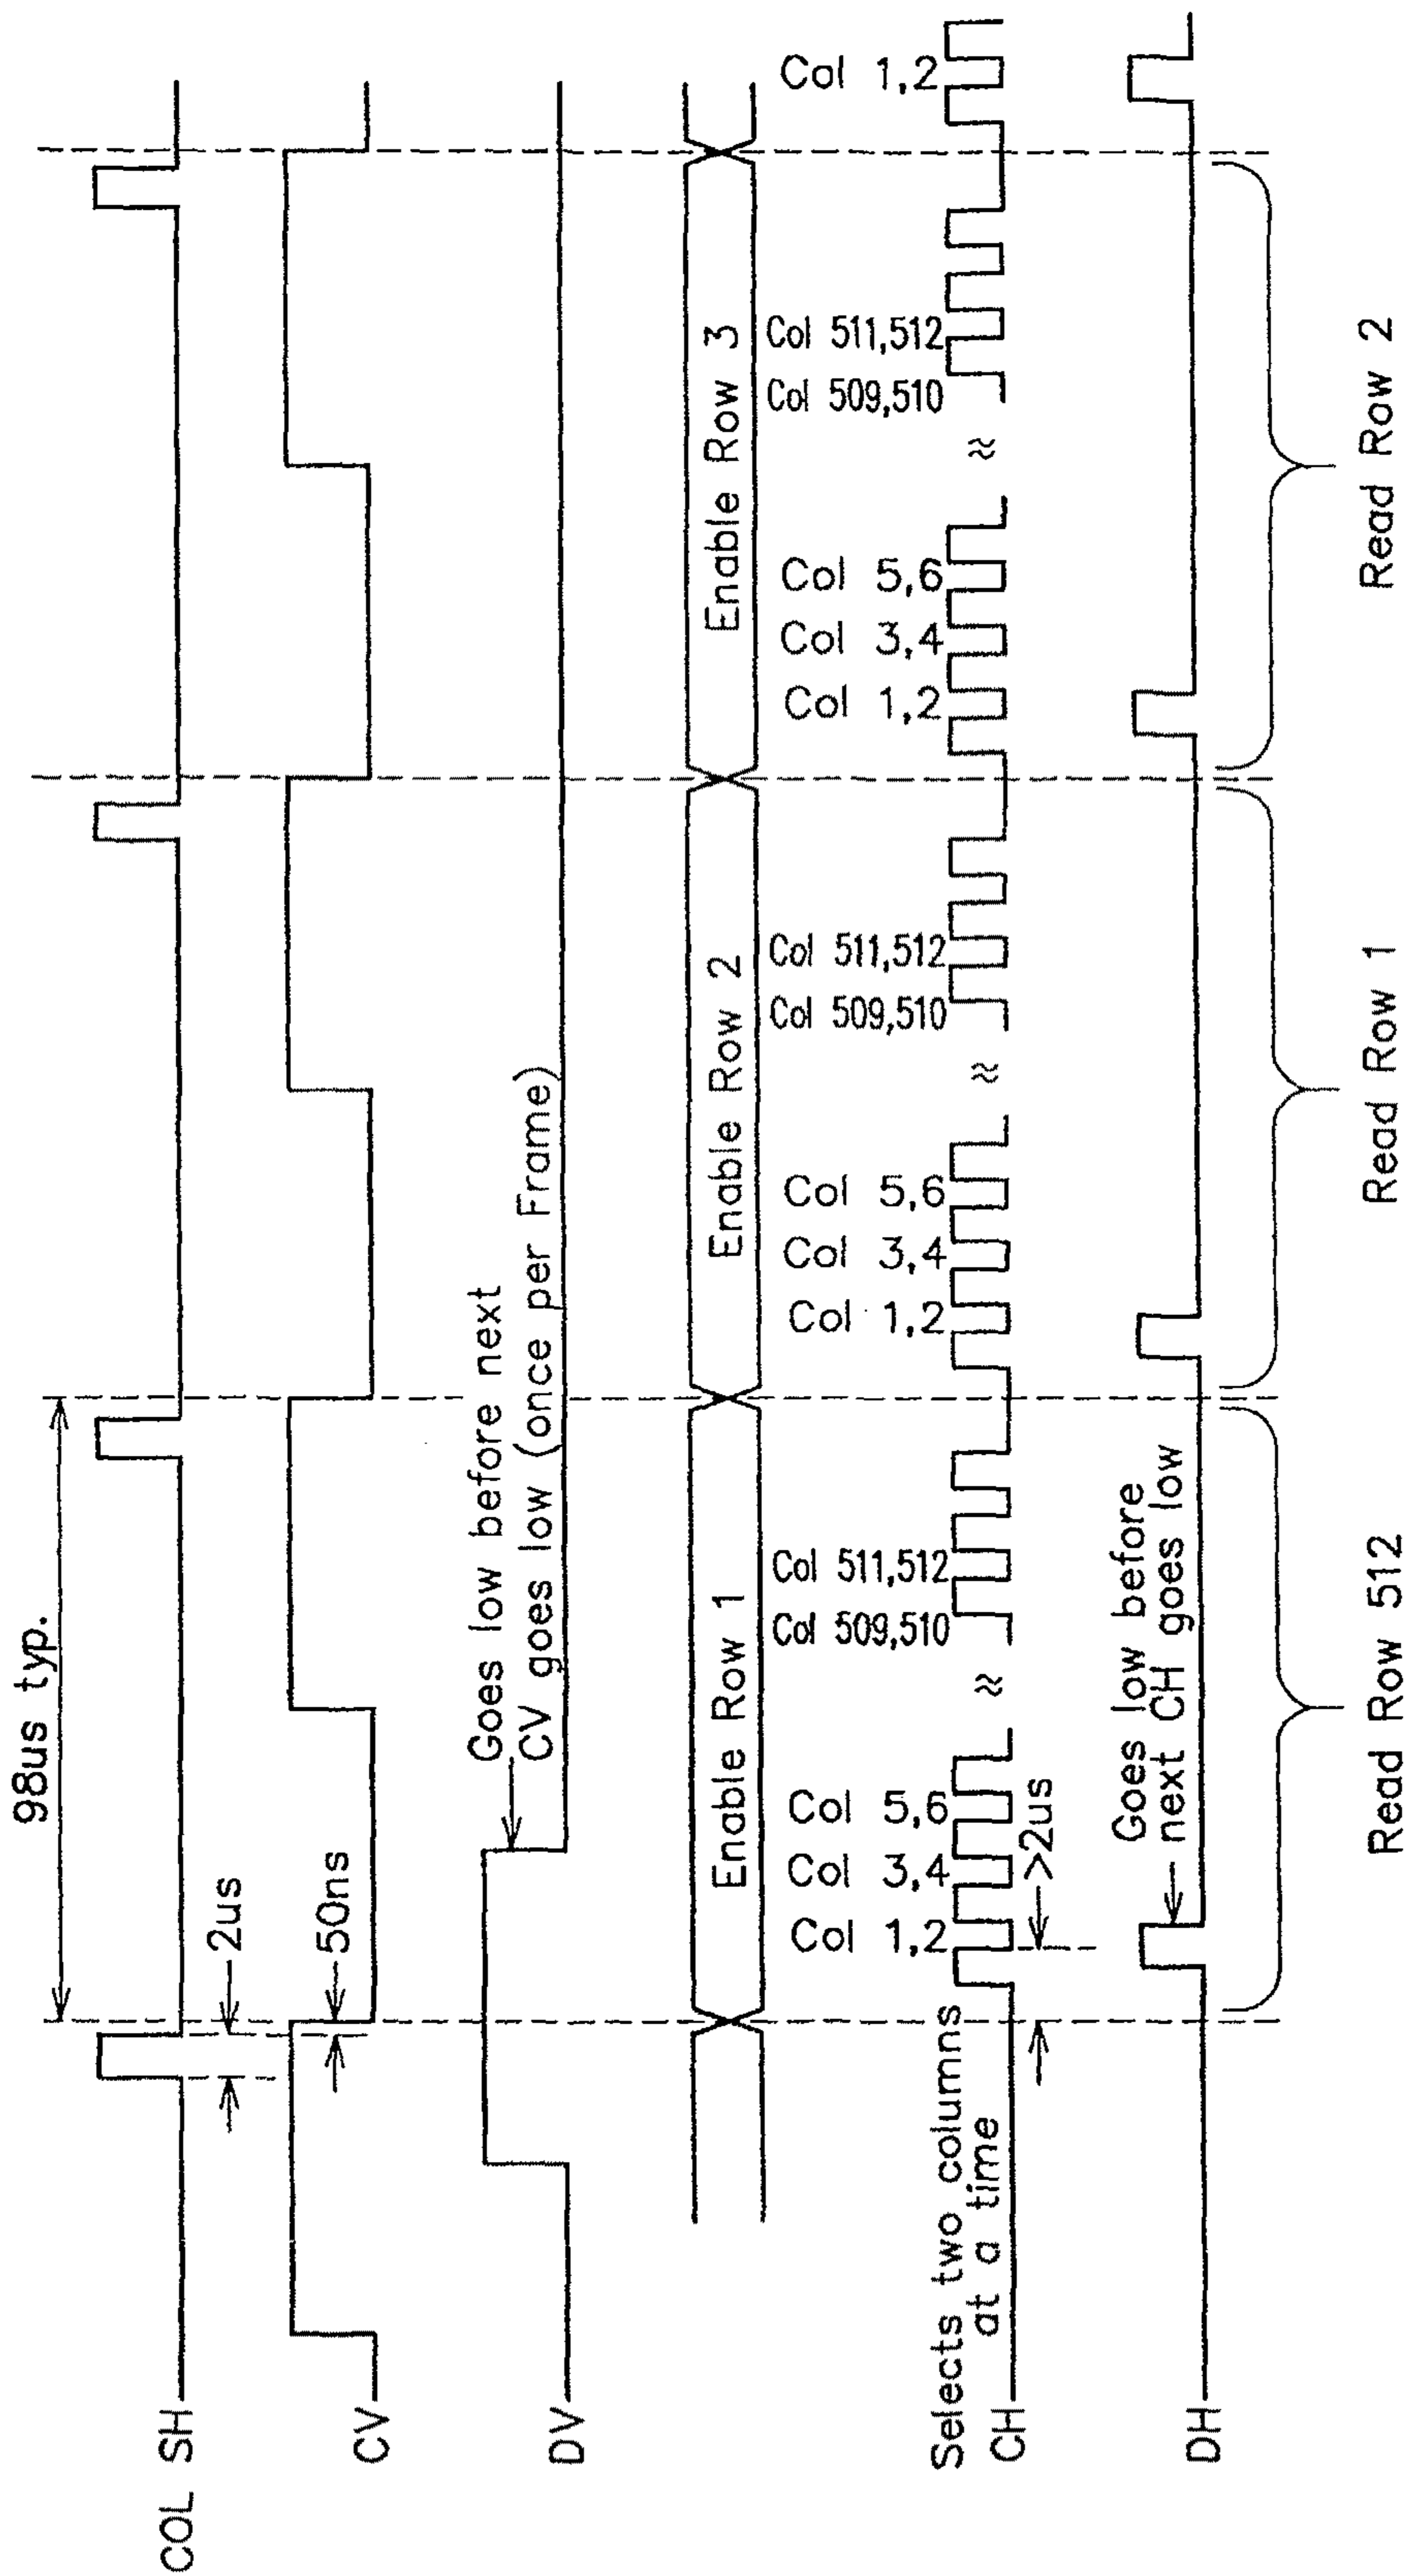 98us typ.
COL SH
2us
CV
50ns
DV
Goes low before next
CV goes low (once per Frame)
Enable Row 1
Enable Row 2
Enable Row 3
Col 1,2
Col 3,4
Col 5,6
Col 509,510
Col 511,512
Col 1,2
Col 3,4
Col 5,6
Col 509,510
Col 511,512
Col 1,2
Col 3,4
Col 5,6
Col 509,510
Col 511,512
Col 1,2
Selects two columns
at a time
CH
≈
≈
≈
>2us
Goes low before
next CH goes low
DH
Read Row 512
Read Row 1
Read Row 2